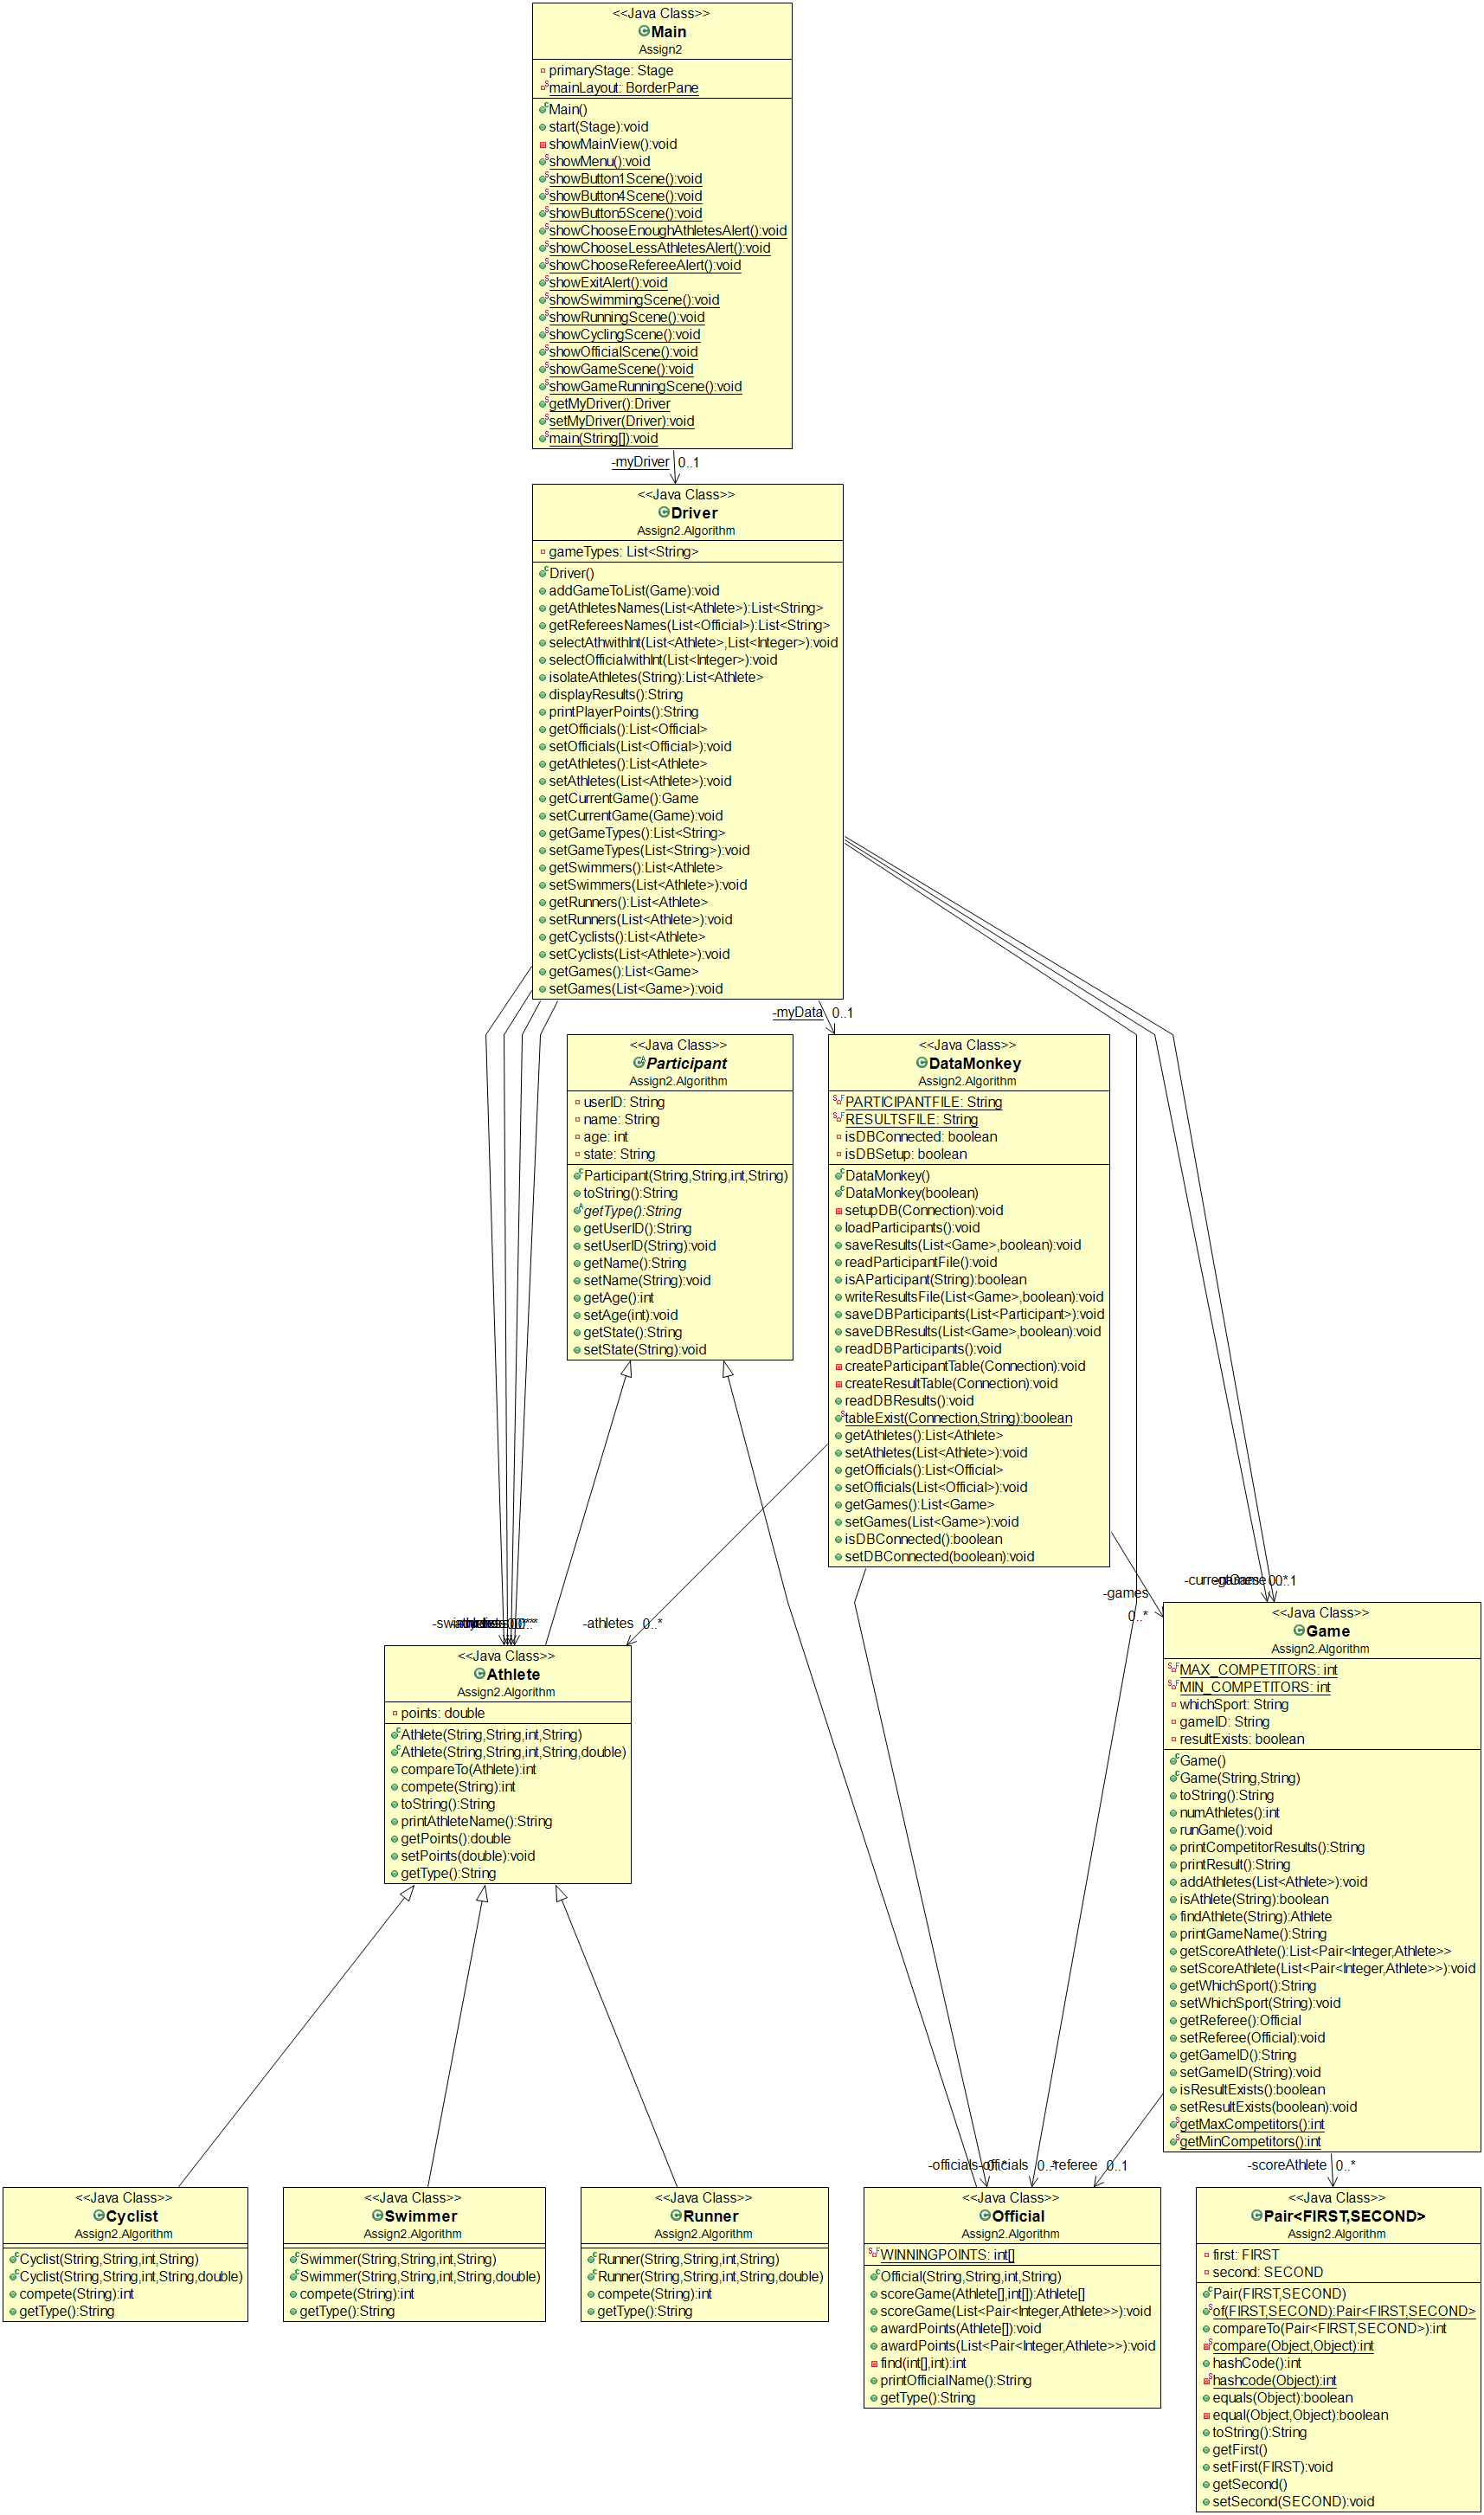 <<Java Class>>
Main
Assign2
primaryStage: Stage
mainLayout: BorderPane
Main()
start(Stage):void
showMainView():void
showMenu():void
showButton1Scene():void
showButton4Scene():void
showButton5Scene():void
showChooseEnoughAthletesAlert():void
showChooseLessAthletesAlert():void
showChooseRefereeAlert():void
showExitAlert():void
showSwimmingScene():void
showRunningScene():void
showCyclingScene():void
showOfficialScene():void
showGameScene():void
showGameRunningScene():void
getMyDriver():Driver
setMyDriver(Driver):void
main(String[]):void
-myDriver 0..1
<<Java Class>>
Driver
Assign2.Algorithm
gameTypes: List<String>
Driver()
addGameToList(Game):void
getAthletesNames(List<Athlete>):List<String>
getRefereesNames(List<Official>):List<String>
selectAthwithInt(List<Athlete>,List<Integer>):void
selectOfficialwithInt(List<Integer>):void
isolateAthletes(String):List<Athlete>
displayResults():String
printPlayerPoints():String
getOfficials():List<Official>
setOfficials(List<Official>):void
getAthletes():List<Athlete>
setAthletes(List<Athlete>):void
getCurrentGame():Game
setCurrentGame(Game):void
getGameTypes():List<String>
setGameTypes(List<String>):void
getSwimmers():List<Athlete>
setSwimmers(List<Athlete>):void
getRunners():List<Athlete>
setRunners(List<Athlete>):void
getCyclists():List<Athlete>
setCyclists(List<Athlete>):void
getGames():List<Game>
setGames(List<Game>):void
-myData 0..1
<<Java Class>>
Participant
Assign2.Algorithm
userID: String
name: String
age: int
state: String
Participant(String,String,int,String)
toString():String
getType():String
getUserID():String
setUserID(String):void
getName():String
setName(String):void
getAge():int
setAge(int):void
getState():String
setState(String):void
<<Java Class>>
DataMonkey
Assign2.Algorithm
PARTICIPANTFILE: String
RESULTSFILE: String
isDBConnected: boolean
isDBSetup: boolean
DataMonkey()
DataMonkey(boolean)
setupDB(Connection):void
loadParticipants():void
saveResults(List<Game>,boolean):void
readParticipantFile():void
isAParticipant(String):boolean
writeResultsFile(List<Game>,boolean):void
saveDBParticipants(List<Participant>):void
saveDBResults(List<Game>,boolean):void
readDBParticipants():void
createParticipantTable(Connection):void
createResultTable(Connection):void
readDBResults():void
tableExist(Connection,String):boolean
getAthletes():List<Athlete>
setAthletes(List<Athlete>):void
getOfficials():List<Official>
setOfficials(List<Official>):void
getGames():List<Game>
setGames(List<Game>):void
isDBConnected():boolean
setDBConnected(boolean):void
-games
0..*
-athletes 0..*
<<Java Class>>
Athlete
Assign2.Algorithm
points: double
Athlete(String,String,int,String)
Athlete(String,String,int,String,double)
compareTo(Athlete):int
compete(String):int
toString():String
printAthleteName():String
getPoints():double
setPoints(double):void
getType():String
<<Java Class>>
Game
Assign2.Algorithm
MAX_COMPETITORS: int
MIN_COMPETITORS: int
whichSport: String
gameID: String
resultExists: boolean
Game()
Game(String,String)
toString():String
numAthletes():int
runGame():void
printCompetitorResults():String
printResult():String
addAthletes(List<Athlete>):void
isAthlete(String):boolean
findAthlete(String):Athlete
printGameName():String
getScoreAthlete():List<Pair<Integer,Athlete>>
setScoreAthlete(List<Pair<Integer,Athlete>>):void
getWhichSport():String
setWhichSport(String):void
getReferee():Official
setReferee(Official):void
getGameID():String
setGameID(String):void
isResultExists():boolean
setResultExists(boolean):void
getMaxCompetitors():int
getMinCompetitors():int
-officials -officials 0..* -referee 0..1
-scoreAthlete 0..*
<<Java Class>>
Cyclist
Assign2.Algorithm
Cyclist(String,String,int,String)
Cyclist(String,String,int,String,double)
compete(String):int
getType():String
<<Java Class>>
Swimmer
Assign2.Algorithm
Swimmer(String,String,int,String)
Swimmer(String,String,int,String,double)
compete(String):int
getType():String
<<Java Class>>
Runner
Assign2.Algorithm
Runner(String,String,int,String)
Runner(String,String,int,String,double)
compete(String):int
getType():String
<<Java Class>>
Official
Assign2.Algorithm
WINNINGPOINTS: int[]
Official(String,String,int,String)
scoreGame(Athlete[],int[]):Athlete[]
scoreGame(List<Pair<Integer,Athlete>>):void
awardPoints(Athlete[]):void
awardPoints(List<Pair<Integer,Athlete>>):void
find(int[],int):int
printOfficialName():String
getType():String
<<Java Class>>
Pair<FIRST,SECOND>
Assign2.Algorithm
first: FIRST
second: SECOND
Pair(FIRST,SECOND)
of(FIRST,SECOND):Pair<FIRST,SECOND>
compareTo(Pair<FIRST,SECOND>):int
compare(Object,Object):int
hashCode():int
hashcode(Object):int
equals(Object):boolean
equal(Object,Object):boolean
toString():String
getFirst()
setFirst(FIRST):void
getSecond()
setSecond(SECOND):void